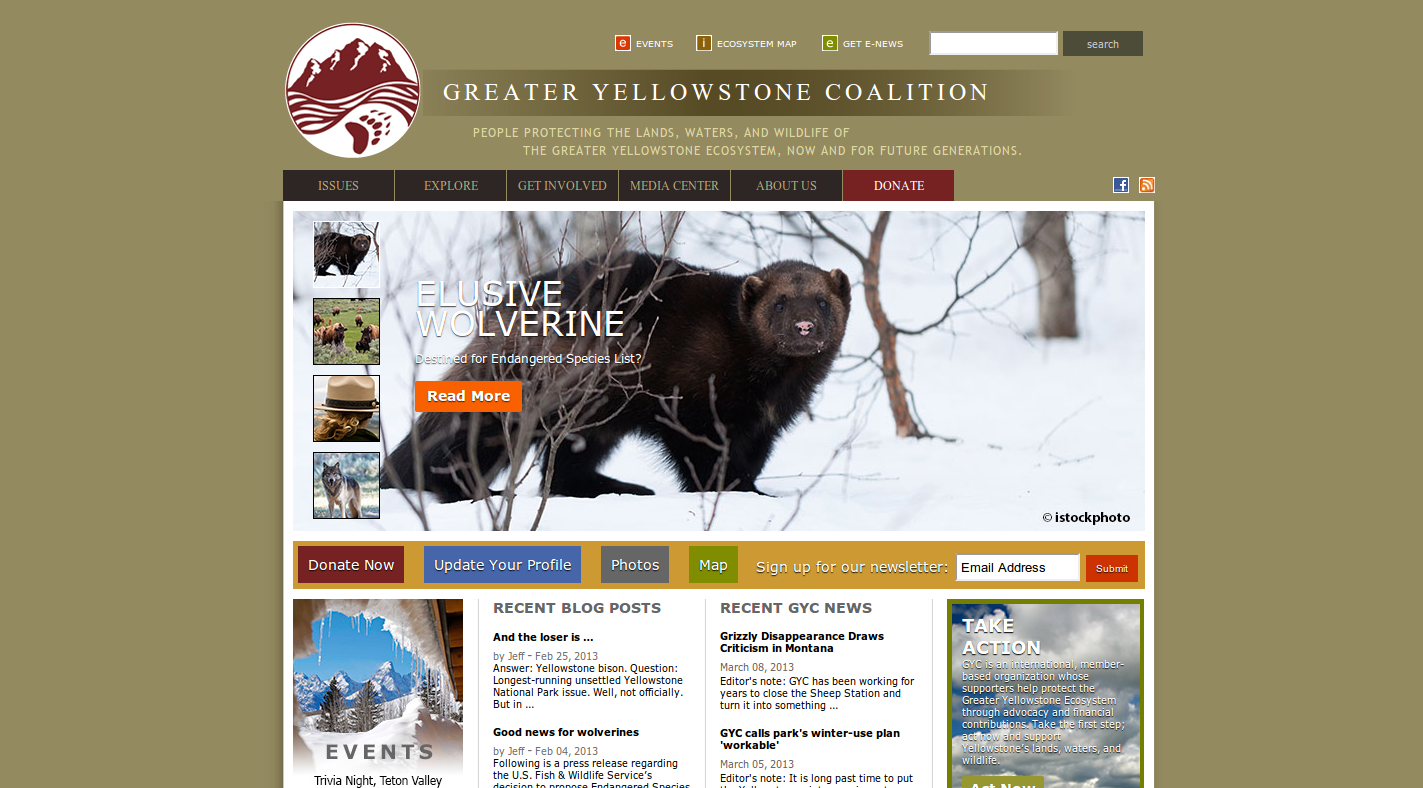 e EVENTS
i ECOSYSTEM MAP
e GET E-NEWS
search
GREATER YELLOWSTONE COALITION
PEOPLE PROTECTING THE LANDS, WATERS, AND WILDLIFE OF
THE GREATER YELLOWSTONE ECOSYSTEM, NOW AND FOR FUTURE GENERATIONS.
ISSUES
EXPLORE
GET INVOLVED
MEDIA CENTER
ABOUT US
DONATE
ELUSIVE
WOLVERINE
Destined for Endangered Species List?
Read More
© istockphoto
Donate Now
Update Your Profile
Photos
Map
Sign up for our newsletter:
Email Address
Submit
EVENTS
Trivia Night, Teton Valley
RECENT BLOG POSTS
And the loser is ...
by Jeff - Feb 25, 2013
Answer: Yellowstone bison. Question:
Longest-running unsettled Yellowstone
National Park issue. Well, not officially.
But in ...
Good news for wolverines
by Jeff - Feb 04, 2013
Following is a press release regarding
the U.S. Fish & Wildlife Service's
decision to propose Endangered Species
RECENT GYC NEWS
Grizzly Disappearance Draws
Criticism in Montana
March 08, 2013
Editor's note: GYC has been working for
years to close the Sheep Station and
turn it into something ...
GYC calls park's winter-use plan
'workable'
March 05, 2013
Editor's note: It is long past time to put
TAKE
ACTION
GYC is an international, member-
based organization whose
supporters help protect the
Greater Yellowstone Ecosystem
through advocacy and financial
contributions. Take the first step;
act now and support
Yellowstone's lands, waters, and
wildlife.
Act Now